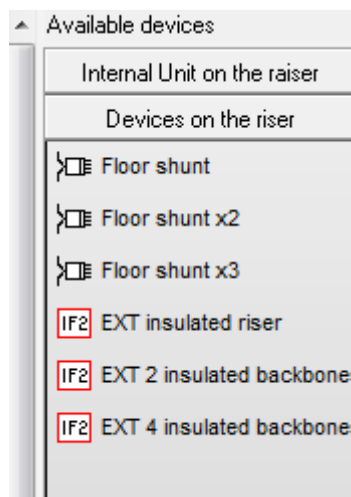 Available devices
Internal Unit on the raiser
Devices on the riser
Floor shunt
Floor shunt x2
Floor shunt x3
IF2 EXT insulated riser
IF2 EXT 2 insulated backbone
IF2 EXT 4 insulated backbone